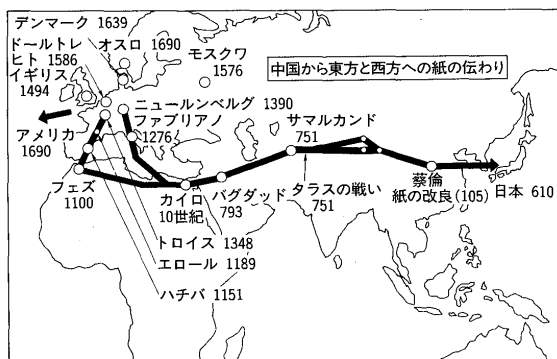 デンマーク 1639
ドールトレ
ヒト 1586
オスロ 1690
モスクワ
1576
イギリス
1494
中国から東方と西方への紙の伝わり
ニュールンベルグ 1390
ファブリアノ
1276
アメリカ
1690
サマルカンド
751
フェズ
1100
カイロ
10世紀
バグダッド
793
タラスの戦い
751
蔡倫
紙の改良(105)
日本 610
トロイス 1348
エロール 1189
ハチバ 1151